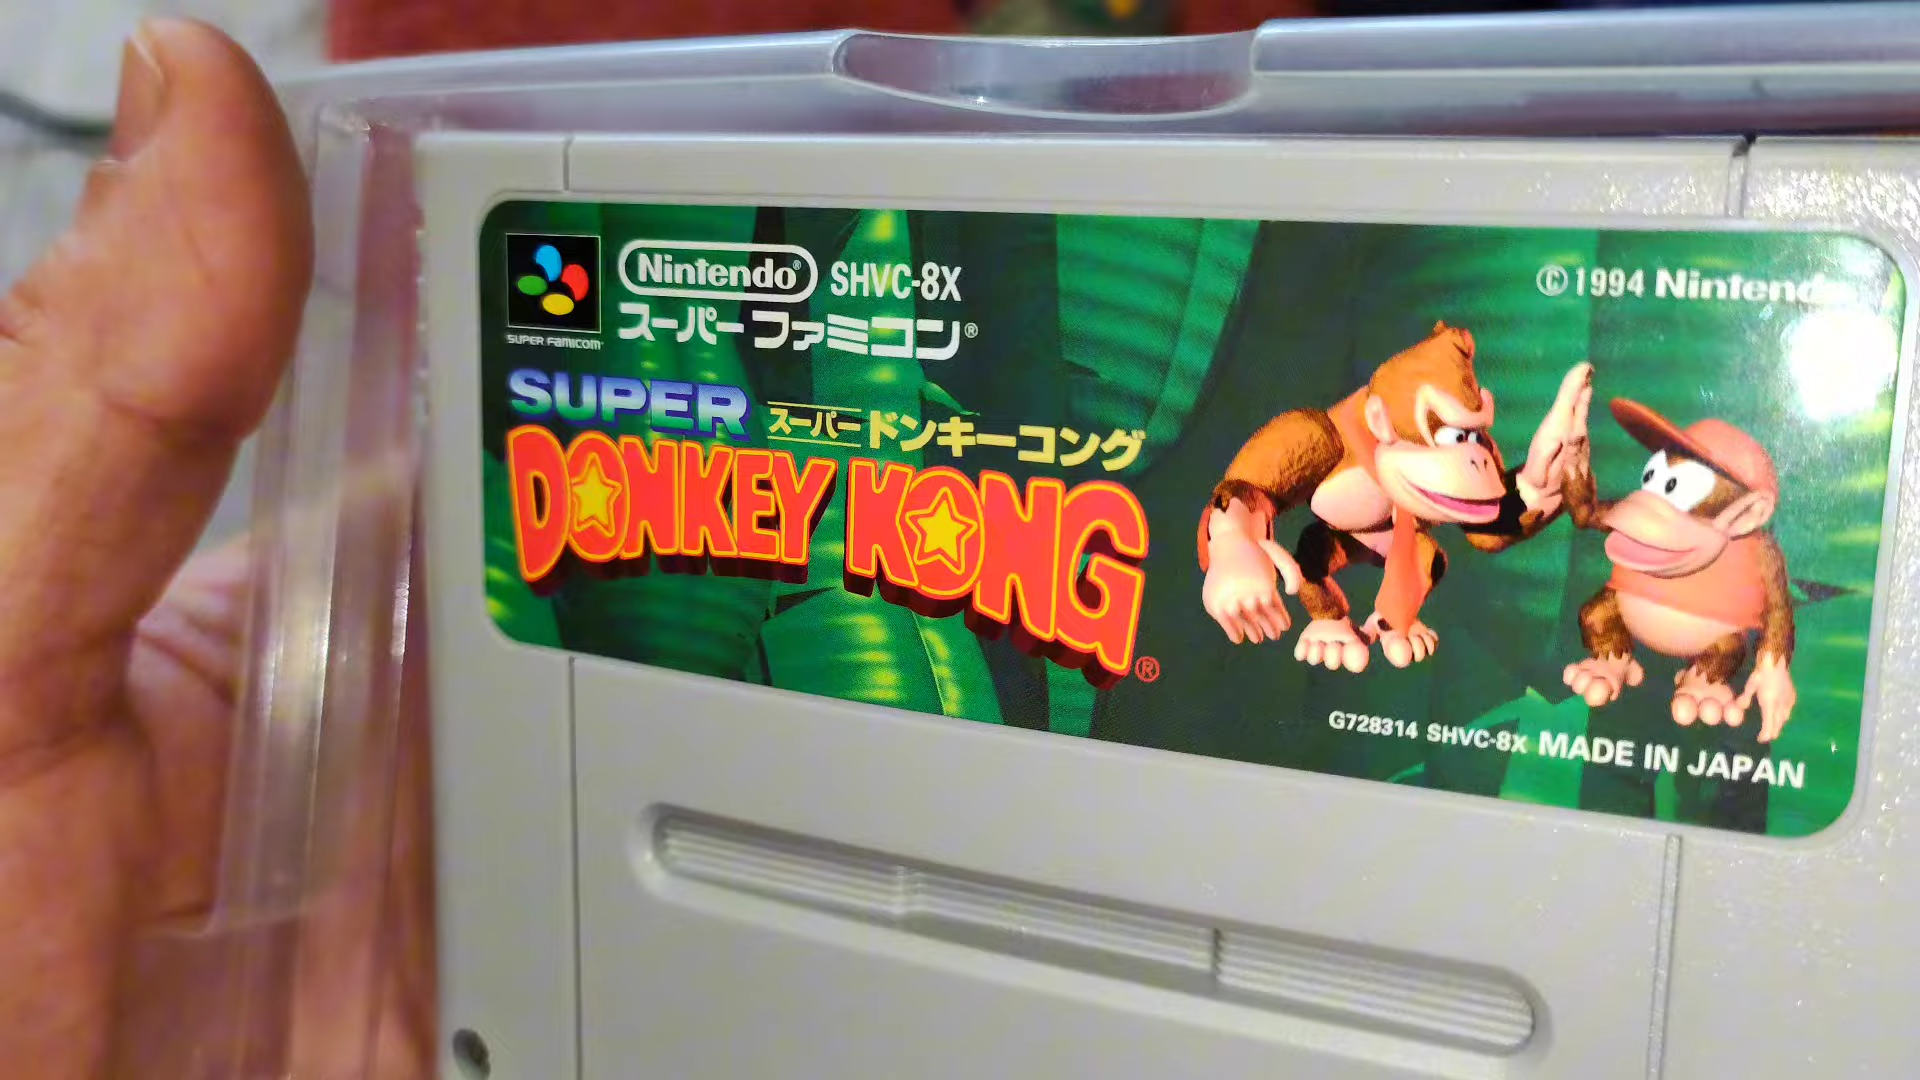 Nintendo® SHVC-8X
スーパーファミコン®
SUPER FAMICOM
© 1994 Nintendo
SUPER スーパードンキーコング
DONKEY KONG®
G728314 SHVC-8X MADE IN JAPAN